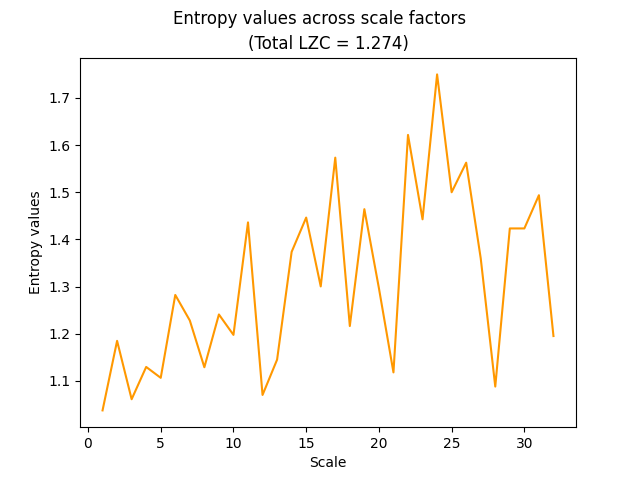 Entropy values across scale factors
(Total LZC = 1.274)
1.7
1.6
1.5
1.4
1.3
1.2
1.1
Entropy values
0 5 10 15 20 25 30
Scale